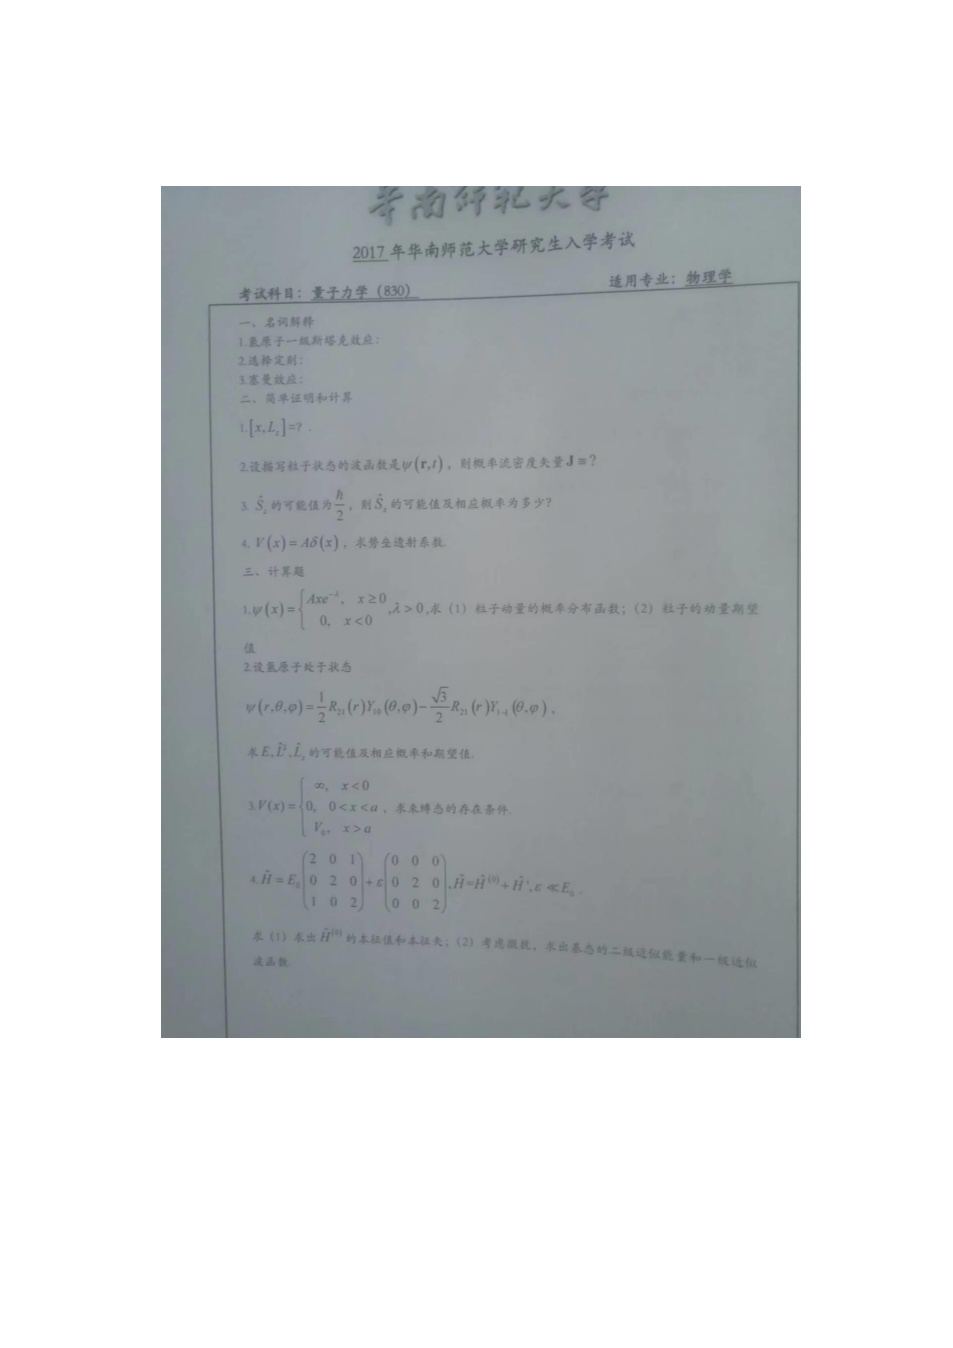 华南师范大学
2017 年华南师范大学研究生入学考试
考试科目：量子力学（830） 适用专业：物理学
一、名词解释
1.氢原子一级斯塔克效应：
2.选择定则：
3.塞曼效应：
二、简单证明和计算
1.[x,L_z]=? .
2.设描写粒子状态的波函数是ψ(r,t)，则概率流密度矢量J≡?
3. Ŝ_z的可能值为ħ/2，则Ŝ_x的可能值及相应概率为多少?
4. V(x)=Aδ(x)，求势垒透射系数.
三、计算题
1.ψ(x)={Axe^{-λ}, x≥0; 0, x<0 ,λ>0,求（1）粒子动量的概率分布函数；（2）粒子的动量期望
值
2.设氢原子处于状态
ψ(r,θ,φ)=1/2 R₂₁(r)Y₁₀(θ,φ)-√3/2 R₂₁(r)Y₁₋₁(θ,φ)，
求E,L̂²,L̂_z的可能值及相应概率和期望值.
3.V(x)={∞, x<0; 0, 0<x<a; V₀, x>a，求束缚态的存在条件.
4.Ĥ=E₀(2 0 1; 0 2 0; 1 0 2)+ε(0 0 0; 0 2 0; 0 0 2),Ĥ=Ĥ⁽⁰⁾+Ĥ',ε≪E₀.
求（1）求出Ĥ⁽⁰⁾的本征值和本征矢；（2）考虑微扰，求出基态的二级近似能量和一级近似
波函数.